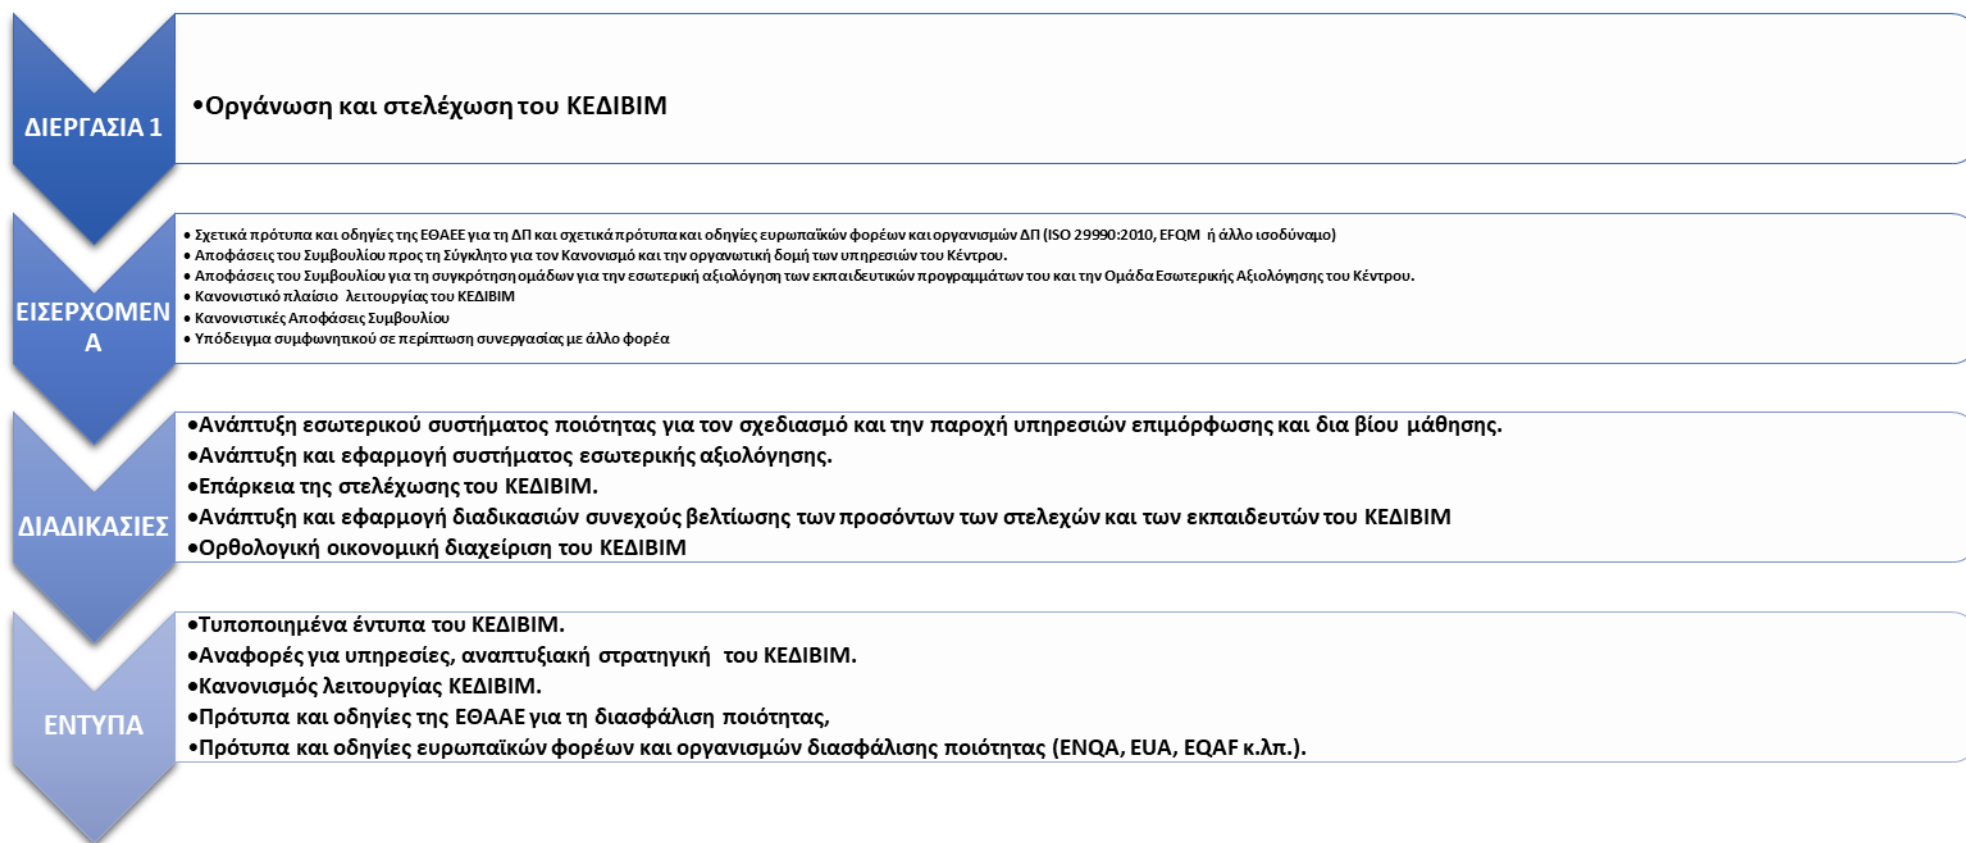 ΔΙΕΡΓΑΣΙΑ 1
•Οργάνωση και στελέχωση του ΚΕΔΙΒΙΜ
ΕΙΣΕΡΧΟΜΕΝ
Α
• Σχετικά πρότυπα και οδηγίες της ΕΘΑΕΕ για τη ΔΠ και σχετικά πρότυπα και οδηγίες ευρωπαϊκών φορέων και οργανισμών ΔΠ (ISO 29990:2010, EFQM ή άλλο ισοδύναμο)
• Αποφάσεις του Συμβουλίου προς τη Σύγκλητο για τον Κανονισμό και την οργανωτική δομή των υπηρεσιών του Κέντρου.
• Αποφάσεις του Συμβουλίου για τη συγκρότηση ομάδων για την εσωτερική αξιολόγηση των εκπαιδευτικών προγραμμάτων του και την Ομάδα Εσωτερικής Αξιολόγησης του Κέντρου.
• Κανονιστικό πλαίσιο λειτουργίας του ΚΕΔΙΒΙΜ
• Κανονιστικές Αποφάσεις Συμβουλίου
• Υπόδειγμα συμφωνητικού σε περίπτωση συνεργασίας με άλλο φορέα
ΔΙΑΔΙΚΑΣΙΕΣ
•Ανάπτυξη εσωτερικού συστήματος ποιότητας για τον σχεδιασμό και την παροχή υπηρεσιών επιμόρφωσης και δια βίου μάθησης.
•Ανάπτυξη και εφαρμογή συστήματος εσωτερικής αξιολόγησης.
•Επάρκεια της στελέχωσης του ΚΕΔΙΒΙΜ.
•Ανάπτυξη και εφαρμογή διαδικασιών συνεχούς βελτίωσης των προσόντων των στελεχών και των εκπαιδευτών του ΚΕΔΙΒΙΜ
•Ορθολογική οικονομική διαχείριση του ΚΕΔΙΒΙΜ
ΕΝΤΥΠΑ
•Τυποποιημένα έντυπα του ΚΕΔΙΒΙΜ.
•Αναφορές για υπηρεσίες, αναπτυξιακή στρατηγική του ΚΕΔΙΒΙΜ.
•Κανονισμός λειτουργίας ΚΕΔΙΒΙΜ.
•Πρότυπα και οδηγίες της ΕΘΑΑΕ για τη διασφάλιση ποιότητας,
•Πρότυπα και οδηγίες ευρωπαϊκών φορέων και οργανισμών διασφάλισης ποιότητας (ENQA, EUA, EQAF κ.λπ.).